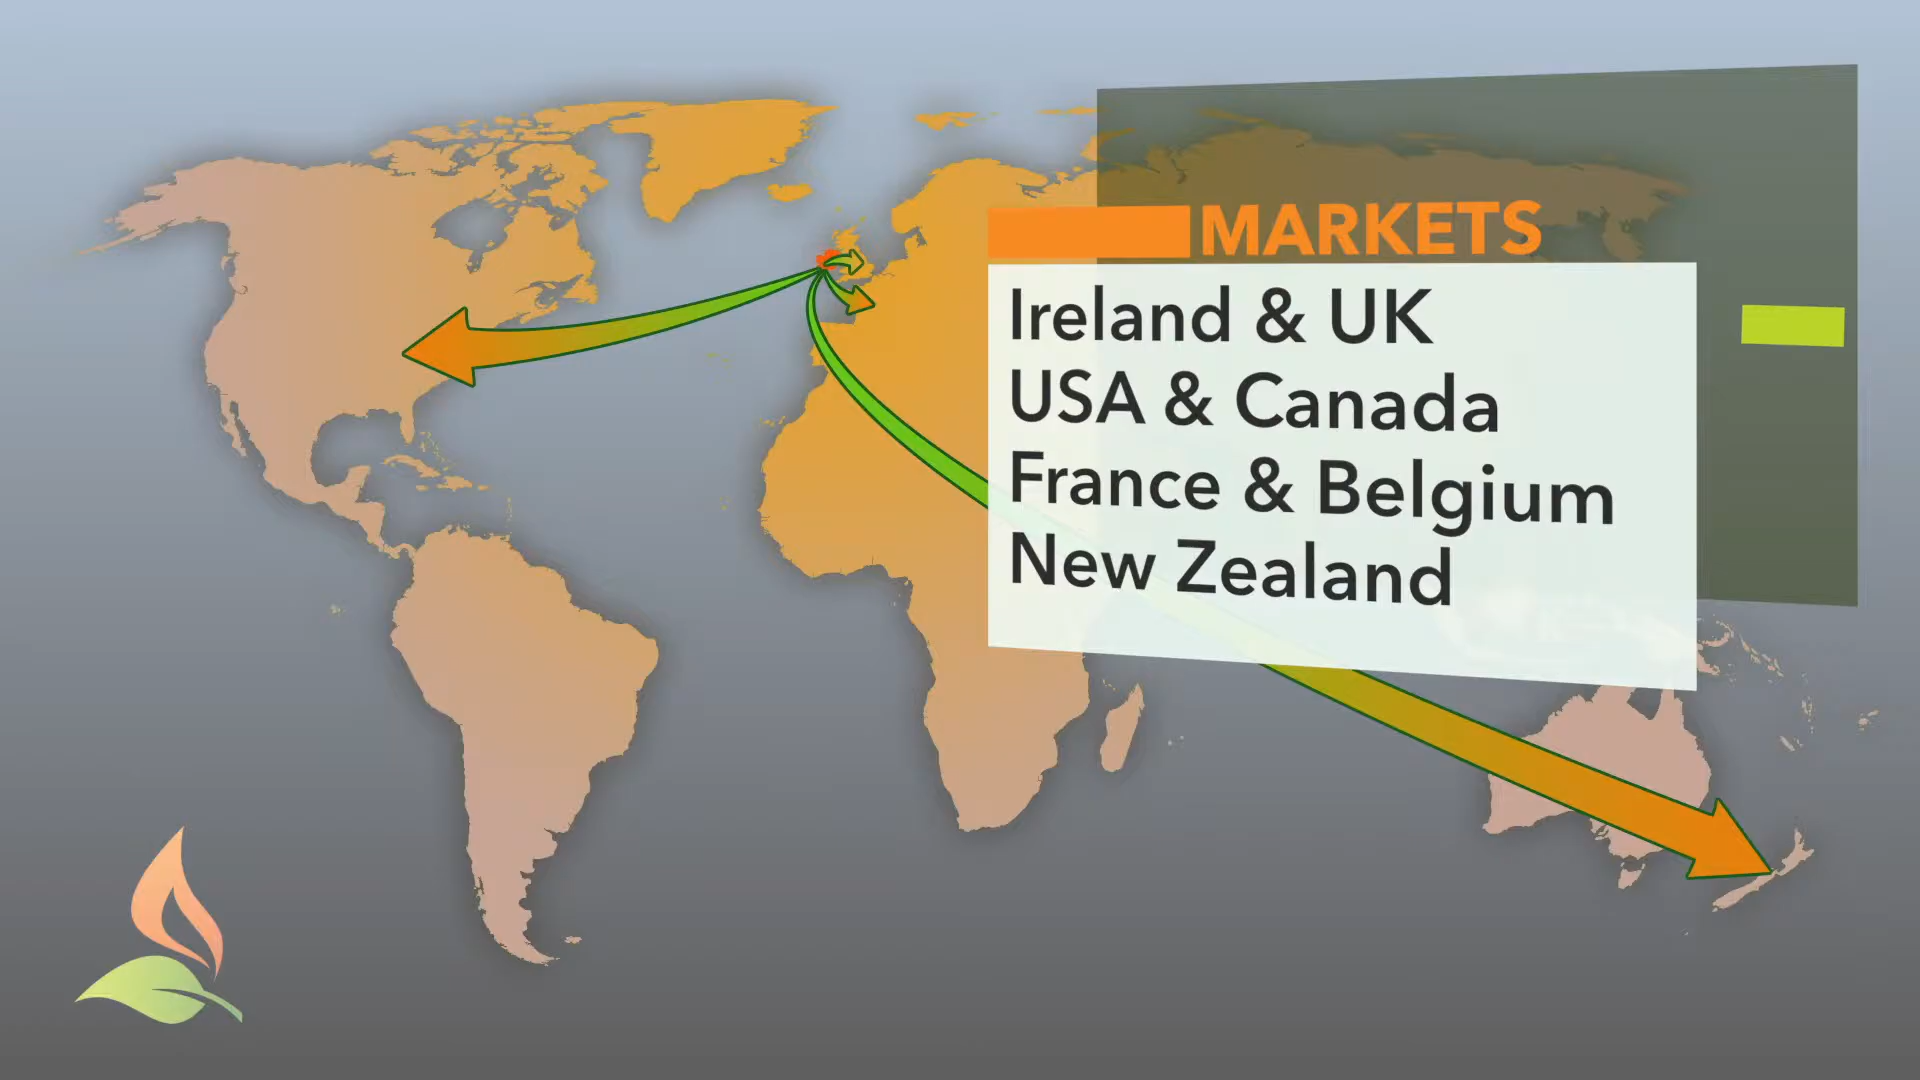 MARKETS
Ireland & UK
USA & Canada
France & Belgium
New Zealand